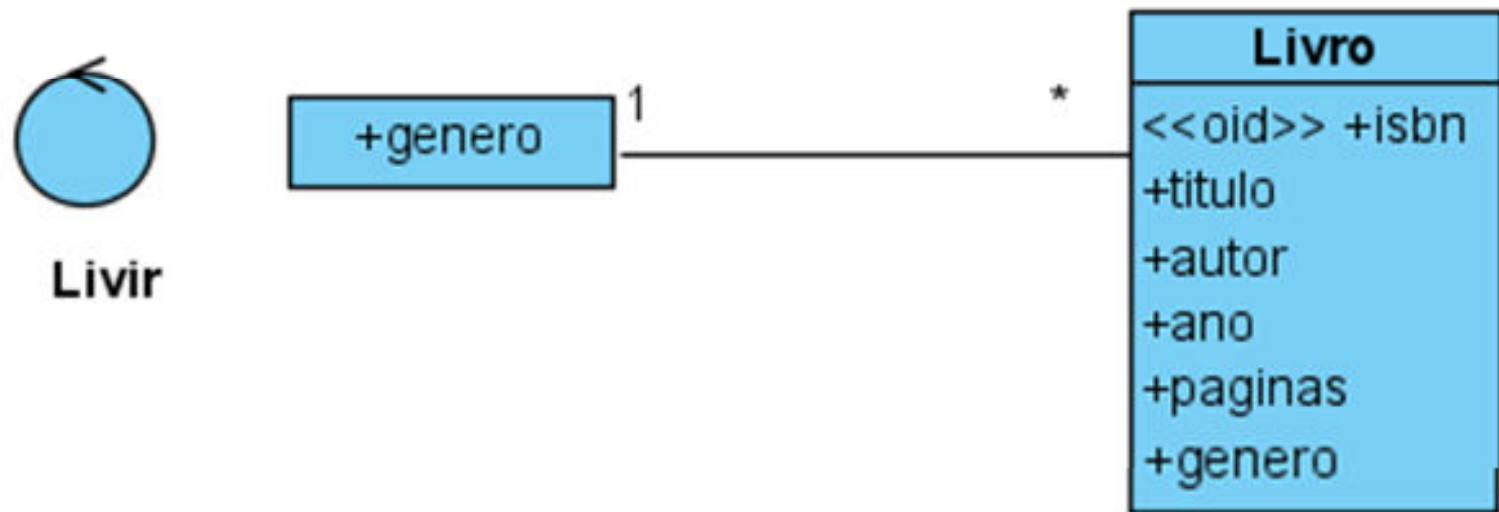 Livir
+genero
1
*
Livro
<<oid>> +isbn
+titulo
+autor
+ano
+paginas
+genero